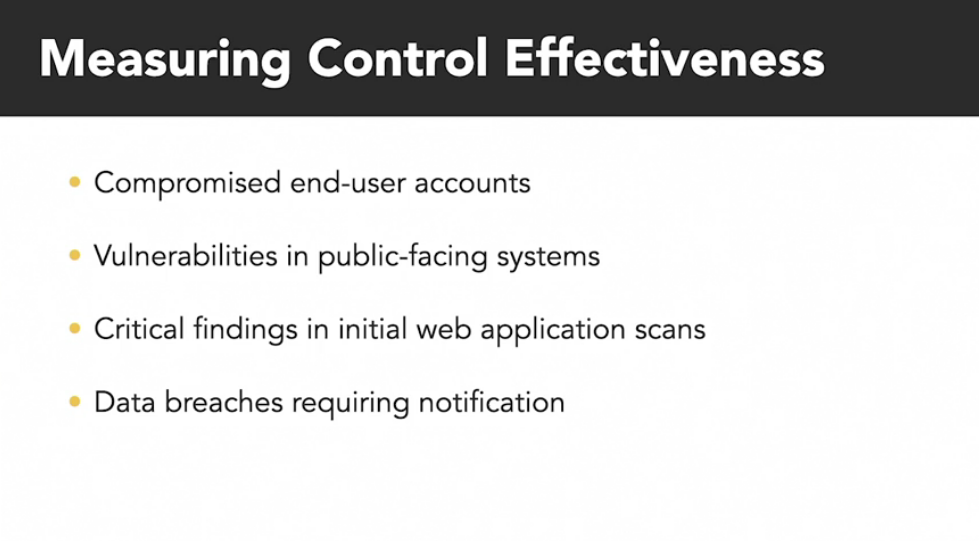 Measuring Control Effectiveness
• Compromised end-user accounts
• Vulnerabilities in public-facing systems
• Critical findings in initial web application scans
• Data breaches requiring notification